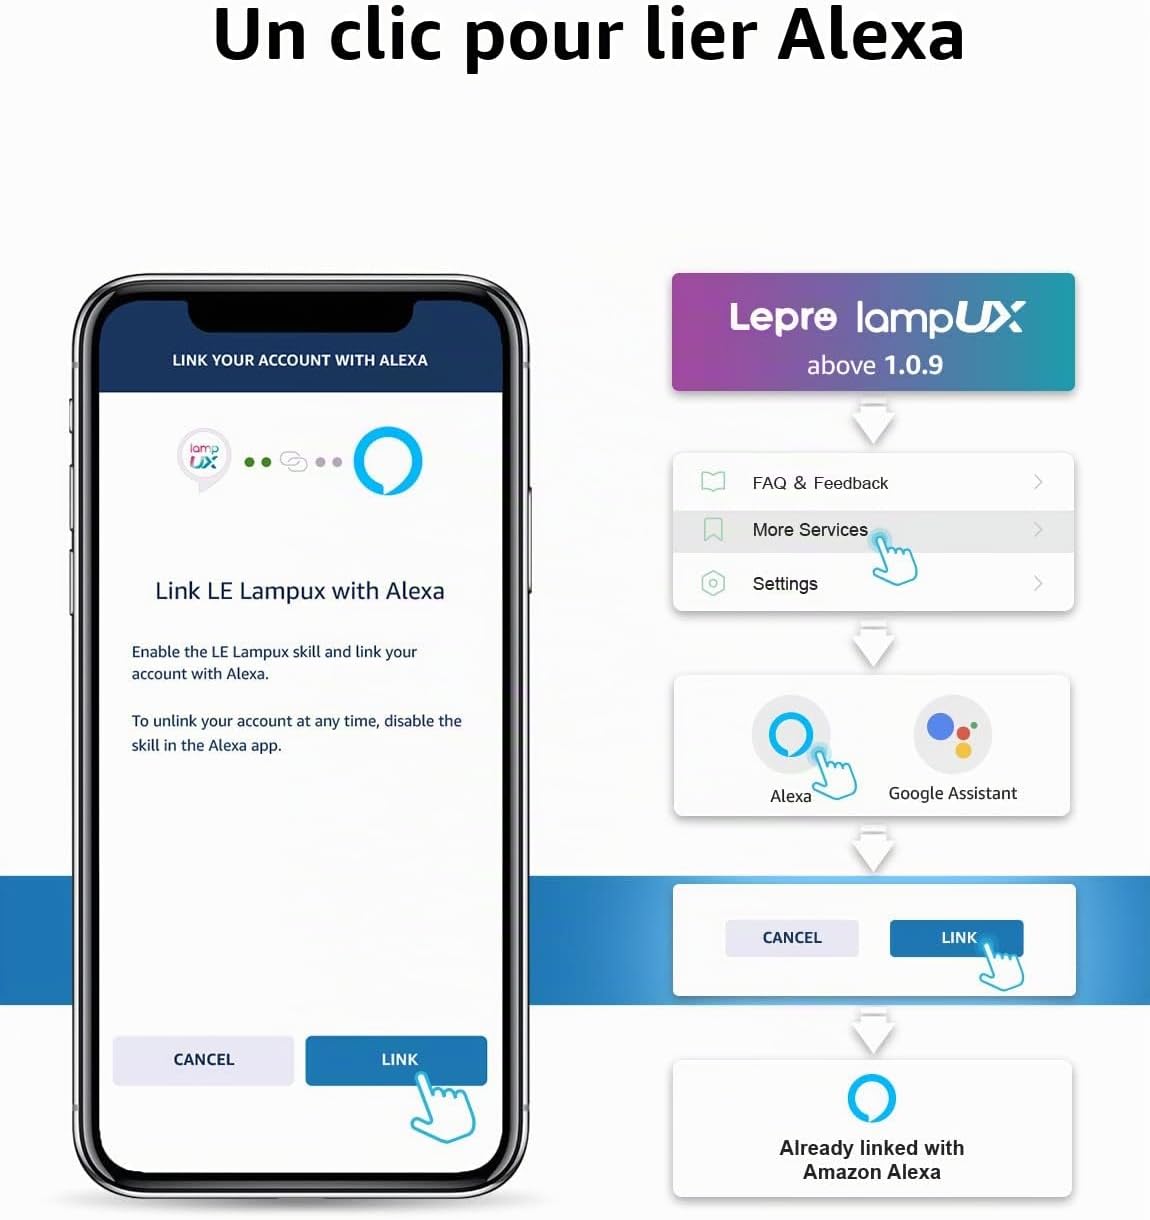 Un clic pour lier Alexa
LINK YOUR ACCOUNT WITH ALEXA
lamp
UX
Link LE Lampux with Alexa
Enable the LE Lampux skill and link your
account with Alexa.
To unlink your account at any time, disable the
skill in the Alexa app.
CANCEL
LINK
Lepro lampUX
above 1.0.9
FAQ & Feedback
More Services
Settings
Alexa
Google Assistant
CANCEL
LINK
Already linked with
Amazon Alexa